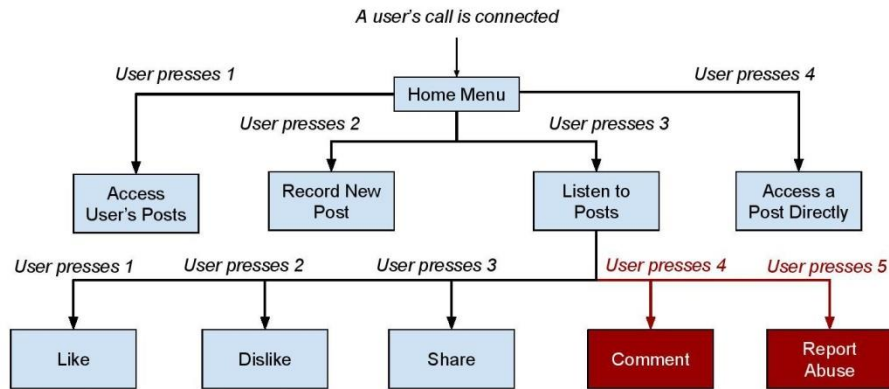 A user's call is connected
User presses 1
User presses 4
Home Menu
User presses 2
User presses 3
Access
User's Posts
Record New
Post
Listen to
Posts
Access a
Post Directly
User presses 1
User presses 2
User presses 3
User presses 4
User presses 5
Like
Dislike
Share
Comment
Report
Abuse